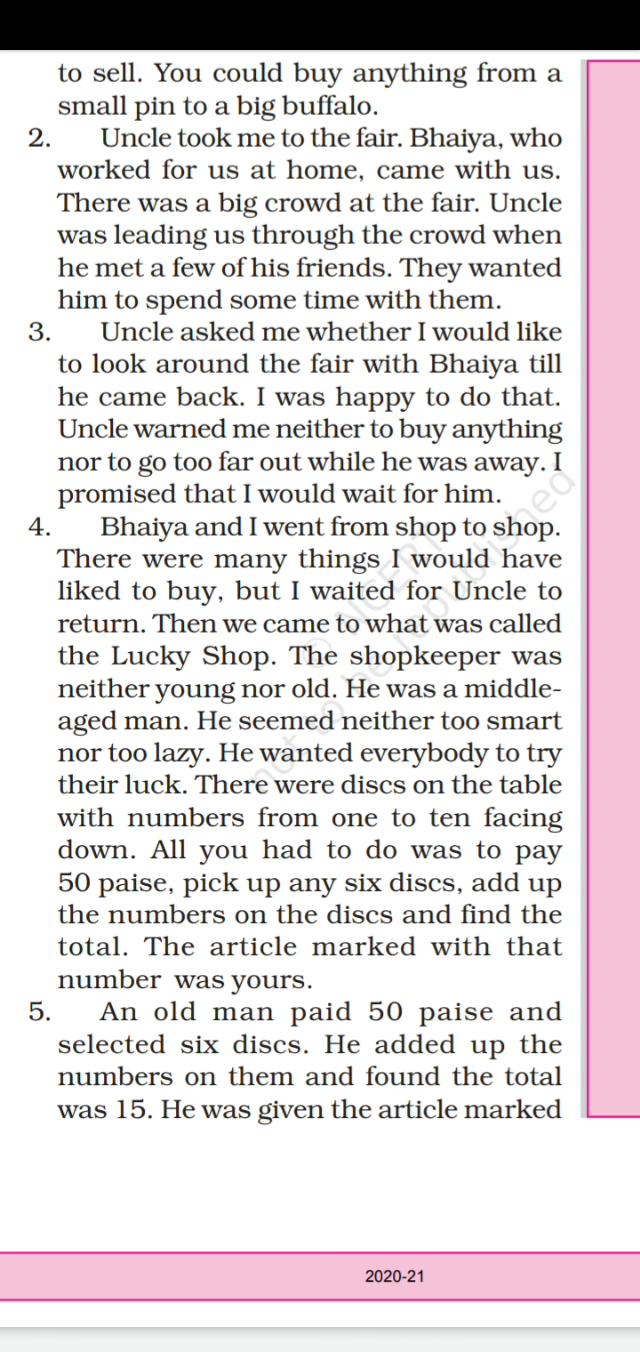 to sell. You could buy anything from a
small pin to a big buffalo.
2. Uncle took me to the fair. Bhaiya, who
worked for us at home, came with us.
There was a big crowd at the fair. Uncle
was leading us through the crowd when
he met a few of his friends. They wanted
him to spend some time with them.
3. Uncle asked me whether I would like
to look around the fair with Bhaiya till
he came back. I was happy to do that.
Uncle warned me neither to buy anything
nor to go too far out while he was away. I
promised that I would wait for him.
4. Bhaiya and I went from shop to shop.
There were many things I would have
liked to buy, but I waited for Uncle to
return. Then we came to what was called
the Lucky Shop. The shopkeeper was
neither young nor old. He was a middle-
aged man. He seemed neither too smart
nor too lazy. He wanted everybody to try
their luck. There were discs on the table
with numbers from one to ten facing
down. All you had to do was to pay
50 paise, pick up any six discs, add up
the numbers on the discs and find the
total. The article marked with that
number was yours.
5. An old man paid 50 paise and
selected six discs. He added up the
numbers on them and found the total
was 15. He was given the article marked
© NCERT
not to be republished
2020-21